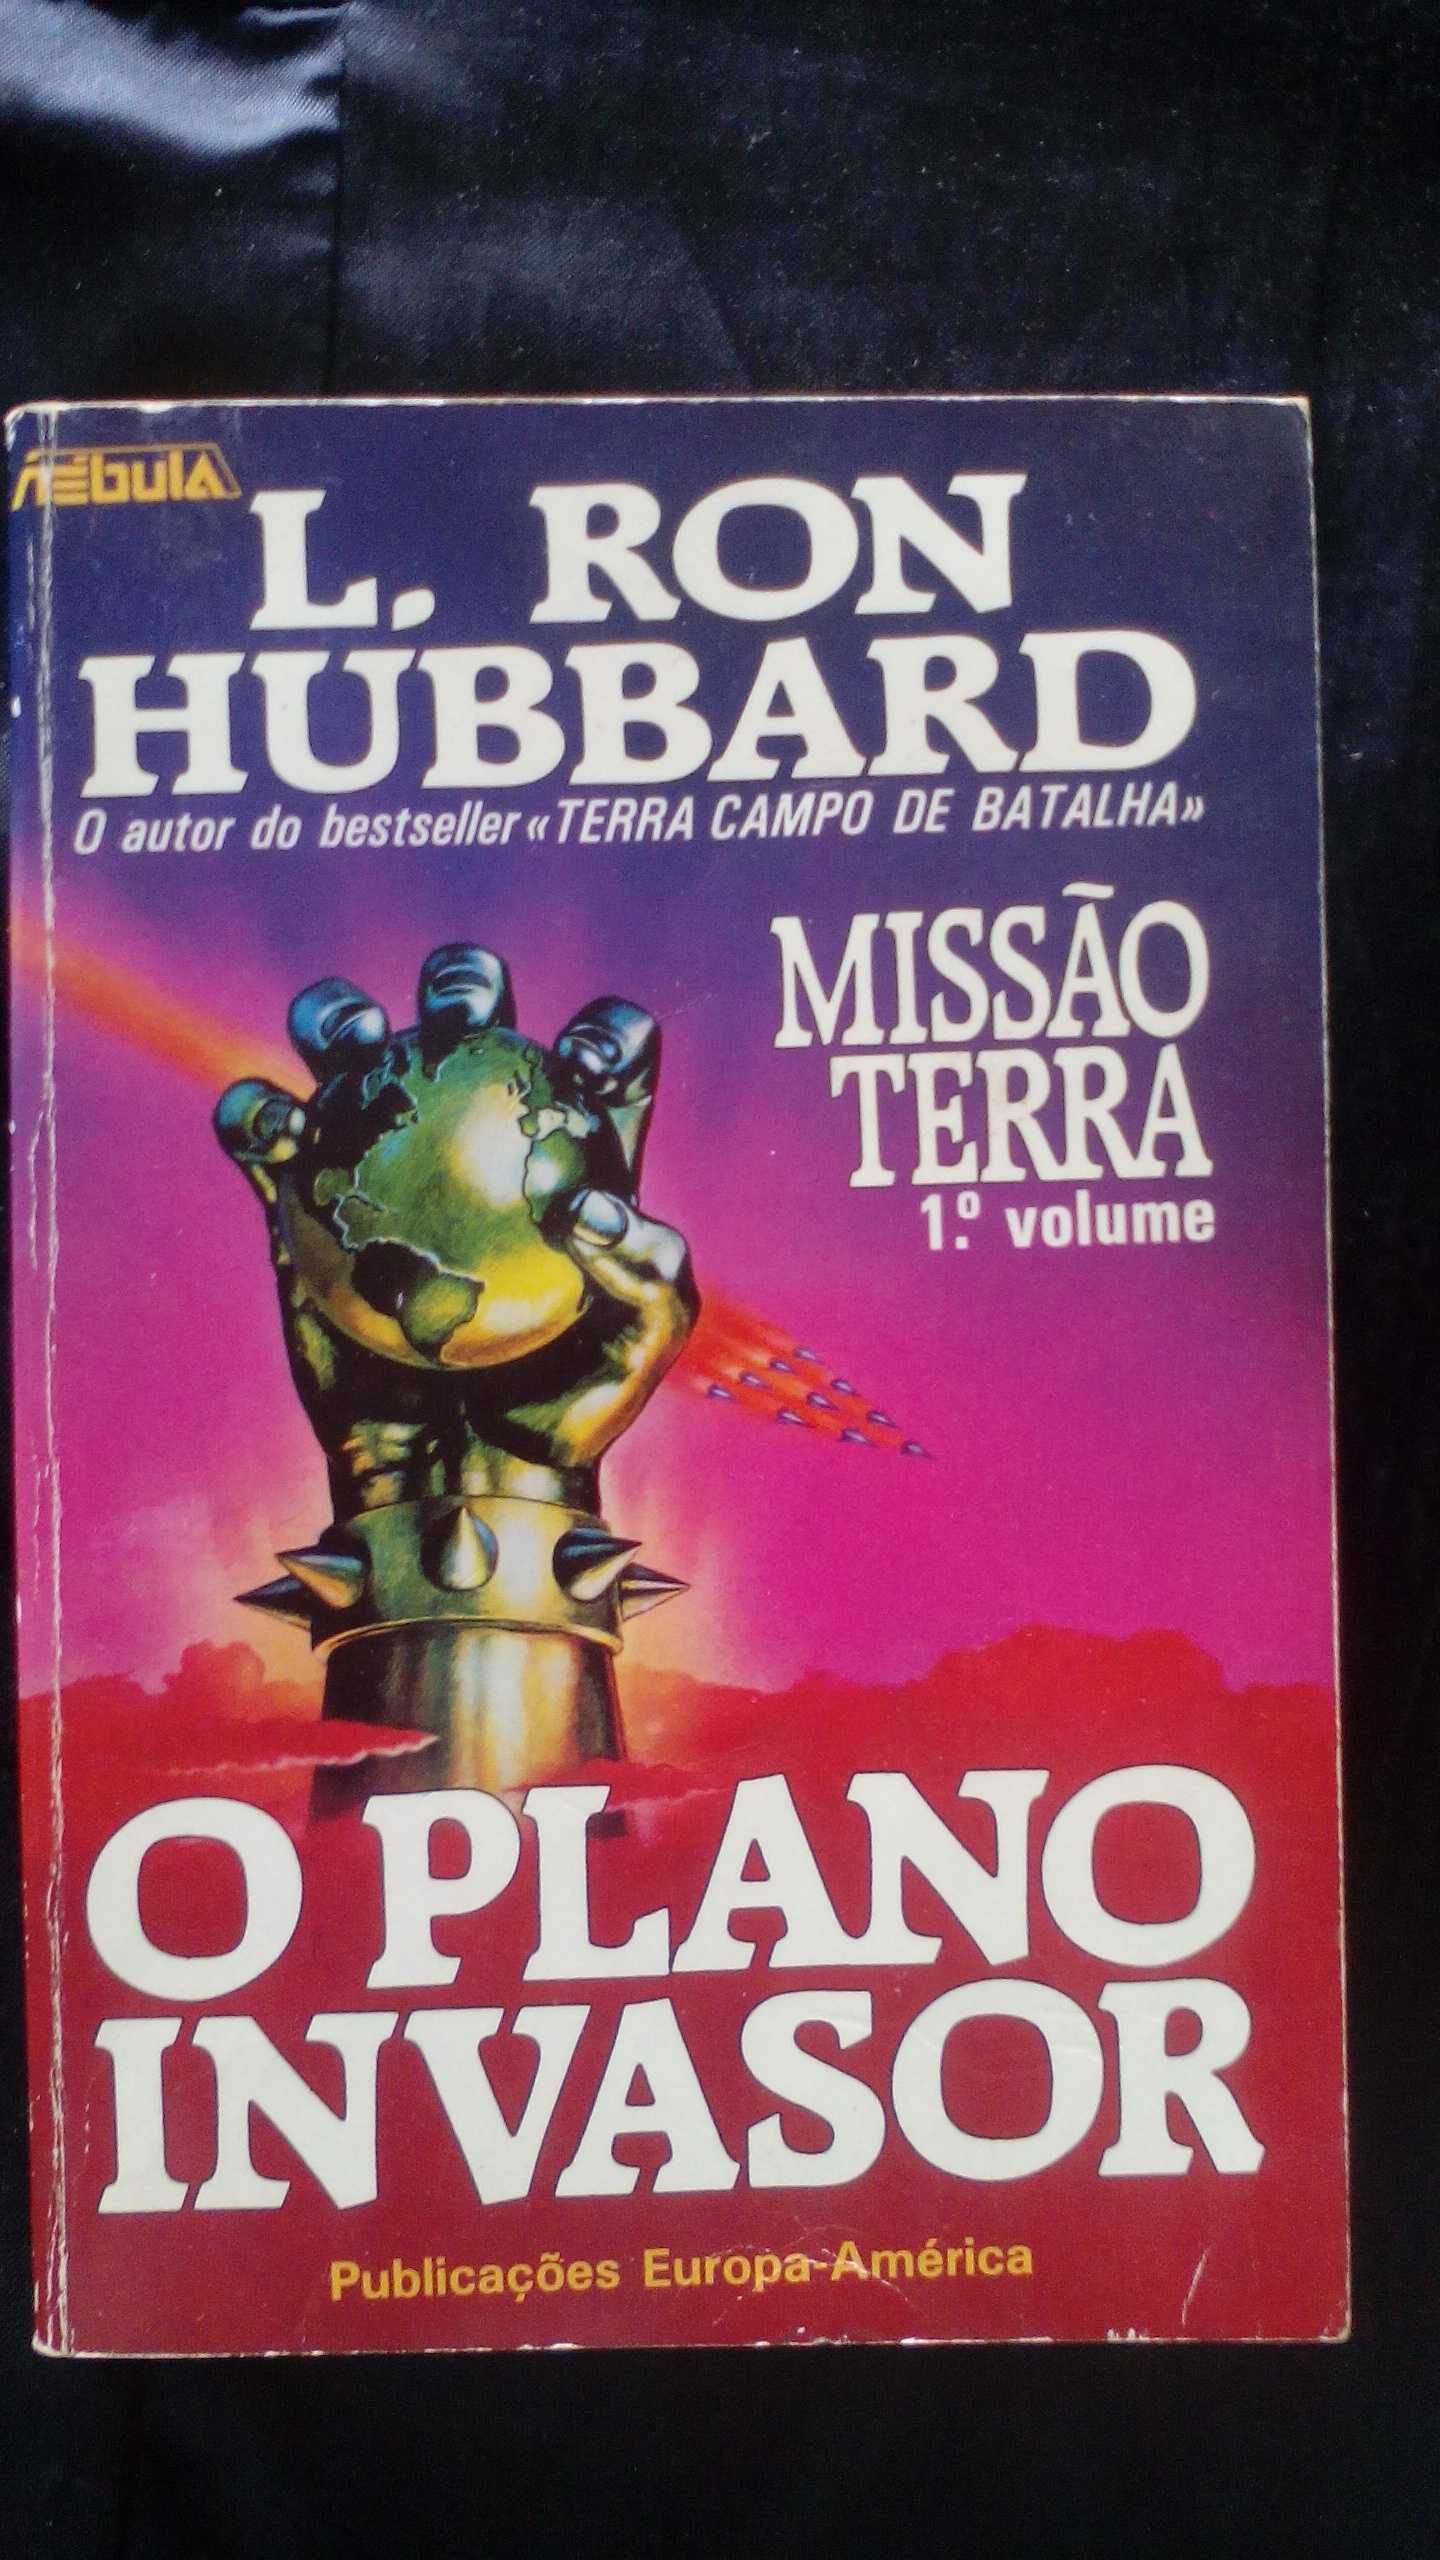 nébula
L. RON
HUBBARD
O autor do bestseller «TERRA CAMPO DE BATALHA»
MISSÃO
TERRA
1.º volume
O PLANO
INVASOR
Publicações Europa-América